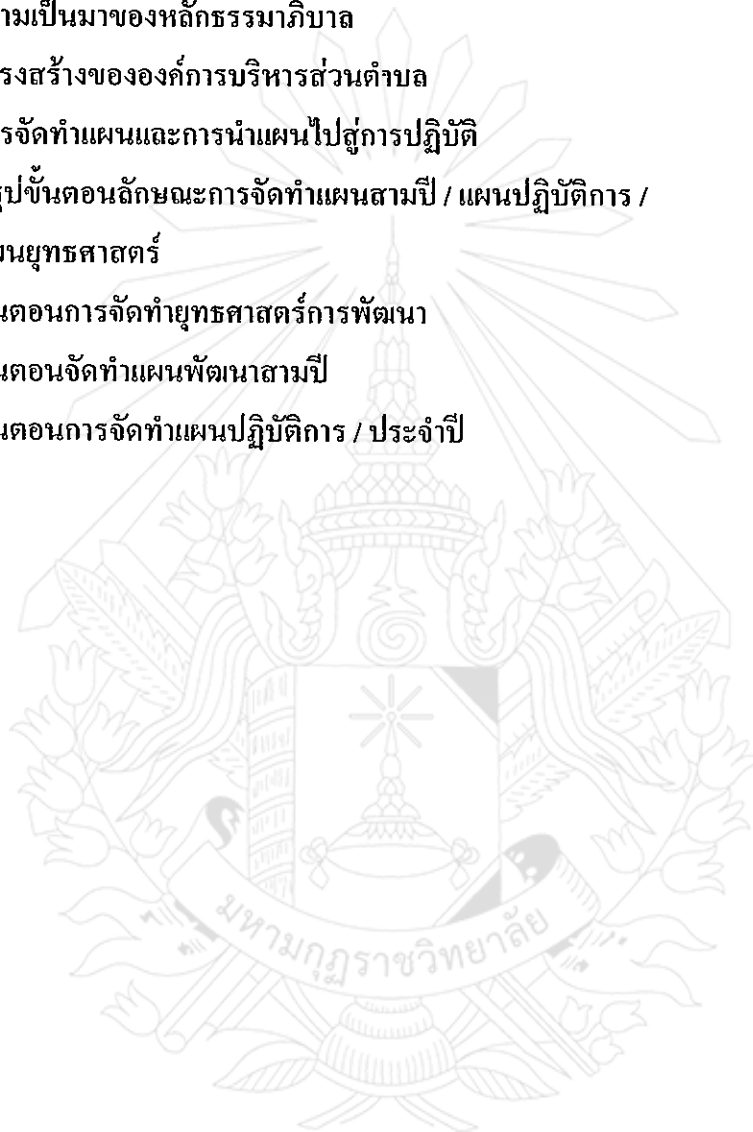 ามเป็นมาของหลักธรรมาภิบาล
รงสร้างขององค์การบริหารส่วนตำบล
รจัดทำแผนและการนำแผนไปสู่การปฏิบัติ
ุปขั้นตอนลักษณะการจัดทำแผนสามปี / แผนปฏิบัติการ /
ผนยุทธศาสตร์
นตอนการจัดทำยุทธศาสตร์การพัฒนา
นตอนจัดทำแผนพัฒนาสามปี
นตอนการจัดทำแผนปฏิบัติการ / ประจำปี
มหามกุฏราชวิทยาลัย